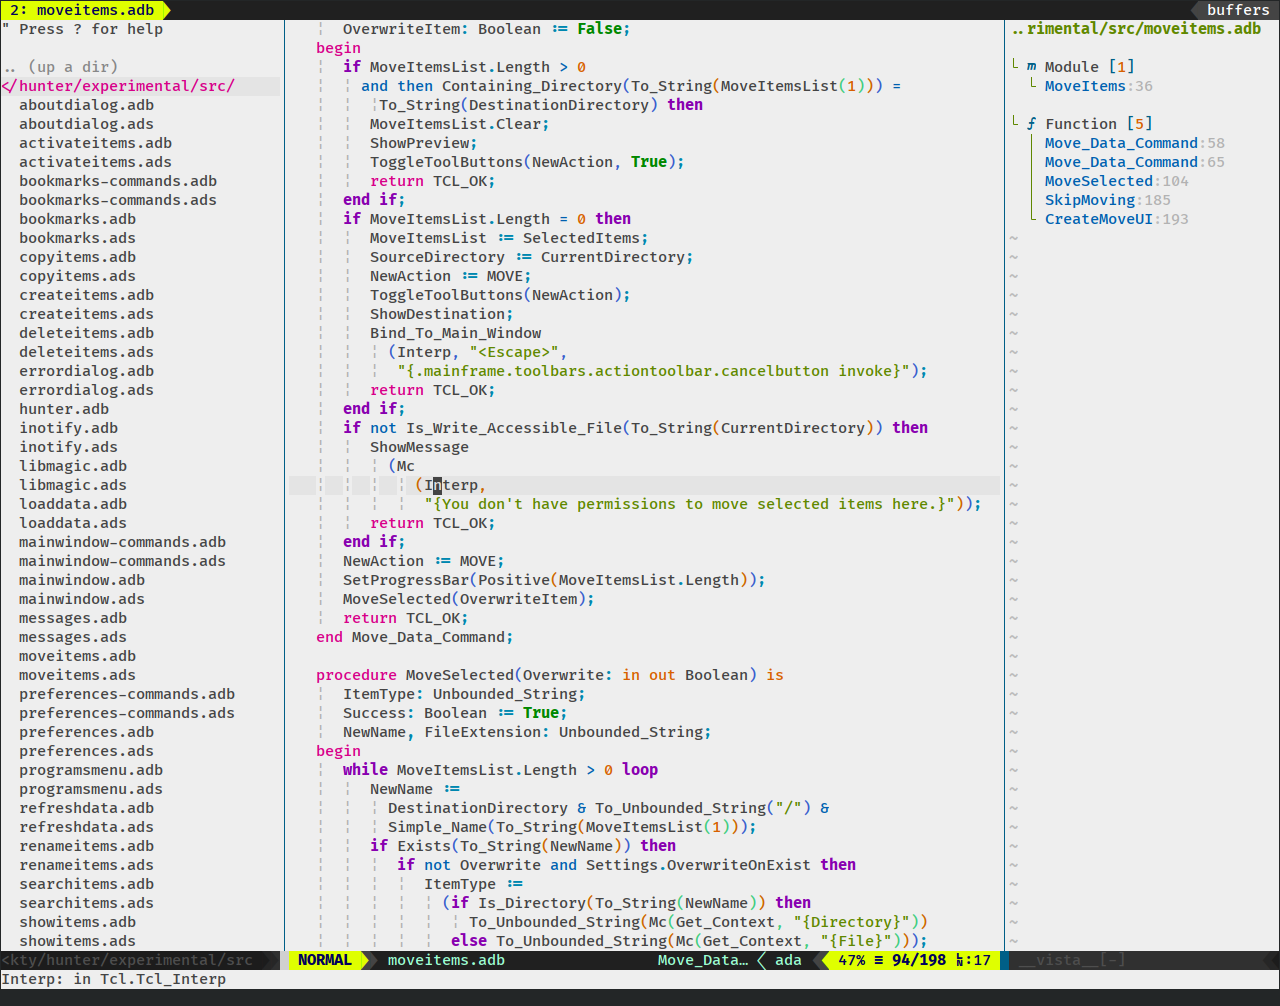 2: moveitems.adb
buffers
" Press ? for help
.. (up a dir)
</hunter/experimental/src/
aboutdialog.adb
aboutdialog.ads
activateitems.adb
activateitems.ads
bookmarks-commands.adb
bookmarks-commands.ads
bookmarks.adb
bookmarks.ads
copyitems.adb
copyitems.ads
createitems.adb
createitems.ads
deleteitems.adb
deleteitems.ads
errordialog.adb
errordialog.ads
hunter.adb
inotify.adb
inotify.ads
libmagic.adb
libmagic.ads
loaddata.adb
loaddata.ads
mainwindow-commands.adb
mainwindow-commands.ads
mainwindow.adb
mainwindow.ads
messages.adb
messages.ads
moveitems.adb
moveitems.ads
preferences-commands.adb
preferences-commands.ads
preferences.adb
preferences.ads
programsmenu.adb
programsmenu.ads
refreshdata.adb
refreshdata.ads
renameitems.adb
renameitems.ads
searchitems.adb
searchitems.ads
showitems.adb
showitems.ads
OverwriteItem: Boolean := False;
begin
if MoveItemsList.Length > 0
and then Containing_Directory(To_String(MoveItemsList(1))) =
To_String(DestinationDirectory) then
MoveItemsList.Clear;
ShowPreview;
ToggleToolButtons(NewAction, True);
return TCL_OK;
end if;
if MoveItemsList.Length = 0 then
MoveItemsList := SelectedItems;
SourceDirectory := CurrentDirectory;
NewAction := MOVE;
ToggleToolButtons(NewAction);
ShowDestination;
Bind_To_Main_Window
(Interp, "<Escape>",
"{.mainframe.toolbars.actiontoolbar.cancelbutton invoke}");
return TCL_OK;
end if;
if not Is_Write_Accessible_File(To_String(CurrentDirectory)) then
ShowMessage
(Mc
(Interp,
"{You don't have permissions to move selected items here.}"));
return TCL_OK;
end if;
NewAction := MOVE;
SetProgressBar(Positive(MoveItemsList.Length));
MoveSelected(OverwriteItem);
return TCL_OK;
end Move_Data_Command;
procedure MoveSelected(Overwrite: in out Boolean) is
ItemType: Unbounded_String;
Success: Boolean := True;
NewName, FileExtension: Unbounded_String;
begin
while MoveItemsList.Length > 0 loop
NewName :=
DestinationDirectory & To_Unbounded_String("/") &
Simple_Name(To_String(MoveItemsList(1)));
if Exists(To_String(NewName)) then
if not Overwrite and Settings.OverwriteOnExist then
ItemType :=
(if Is_Directory(To_String(NewName)) then
To_Unbounded_String(Mc(Get_Context, "{Directory}"))
else To_Unbounded_String(Mc(Get_Context, "{File}")));
..rimental/src/moveitems.adb
m Module [1]
MoveItems:36
ƒ Function [5]
Move_Data_Command:58
Move_Data_Command:65
MoveSelected:104
SkipMoving:185
CreateMoveUI:193
<kty/hunter/experimental/src
NORMAL moveitems.adb Move_Data… ada 47% ≡ 94/198 ㏑:17
__vista__[-]
Interp: in Tcl.Tcl_Interp